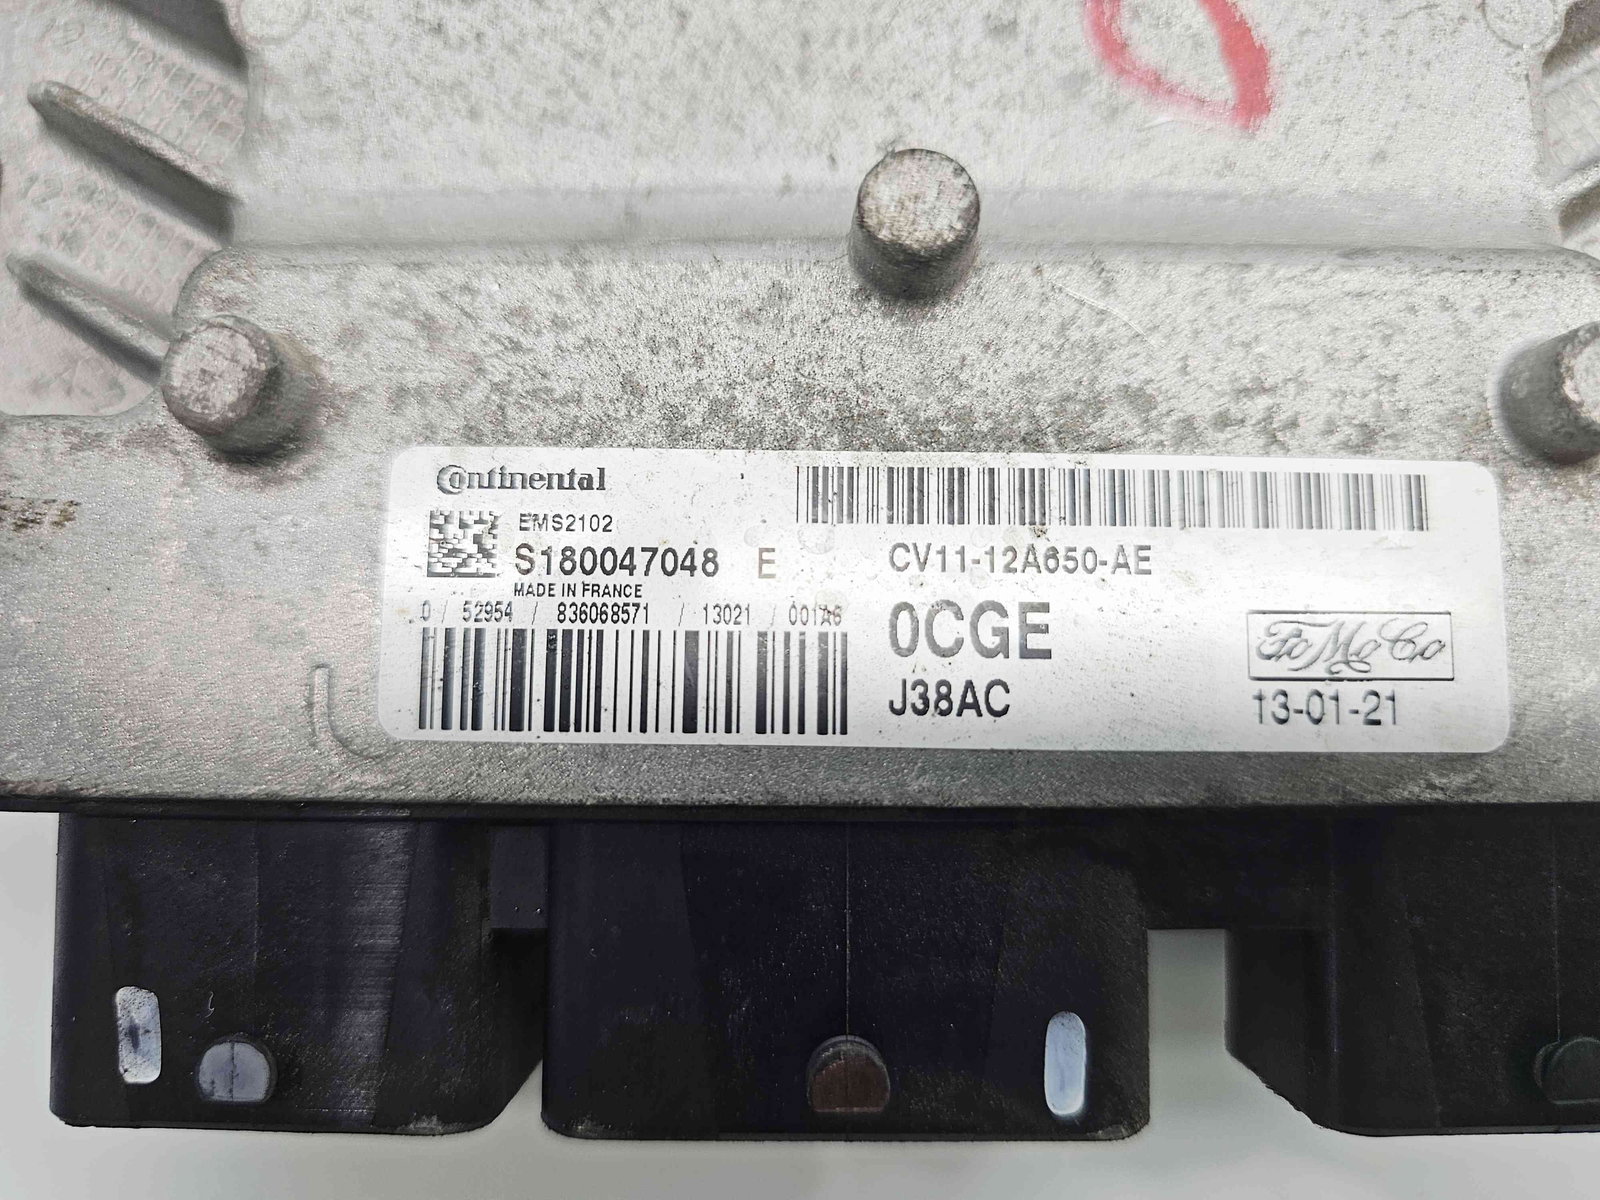 Continental
EMS2102
S180047048 E
MADE IN FRANCE
0 / 52954 / 836068571 / 13021 / 001A6
CV11-12A650-AE
0CGE
J38AC
FoMoCo
13-01-21